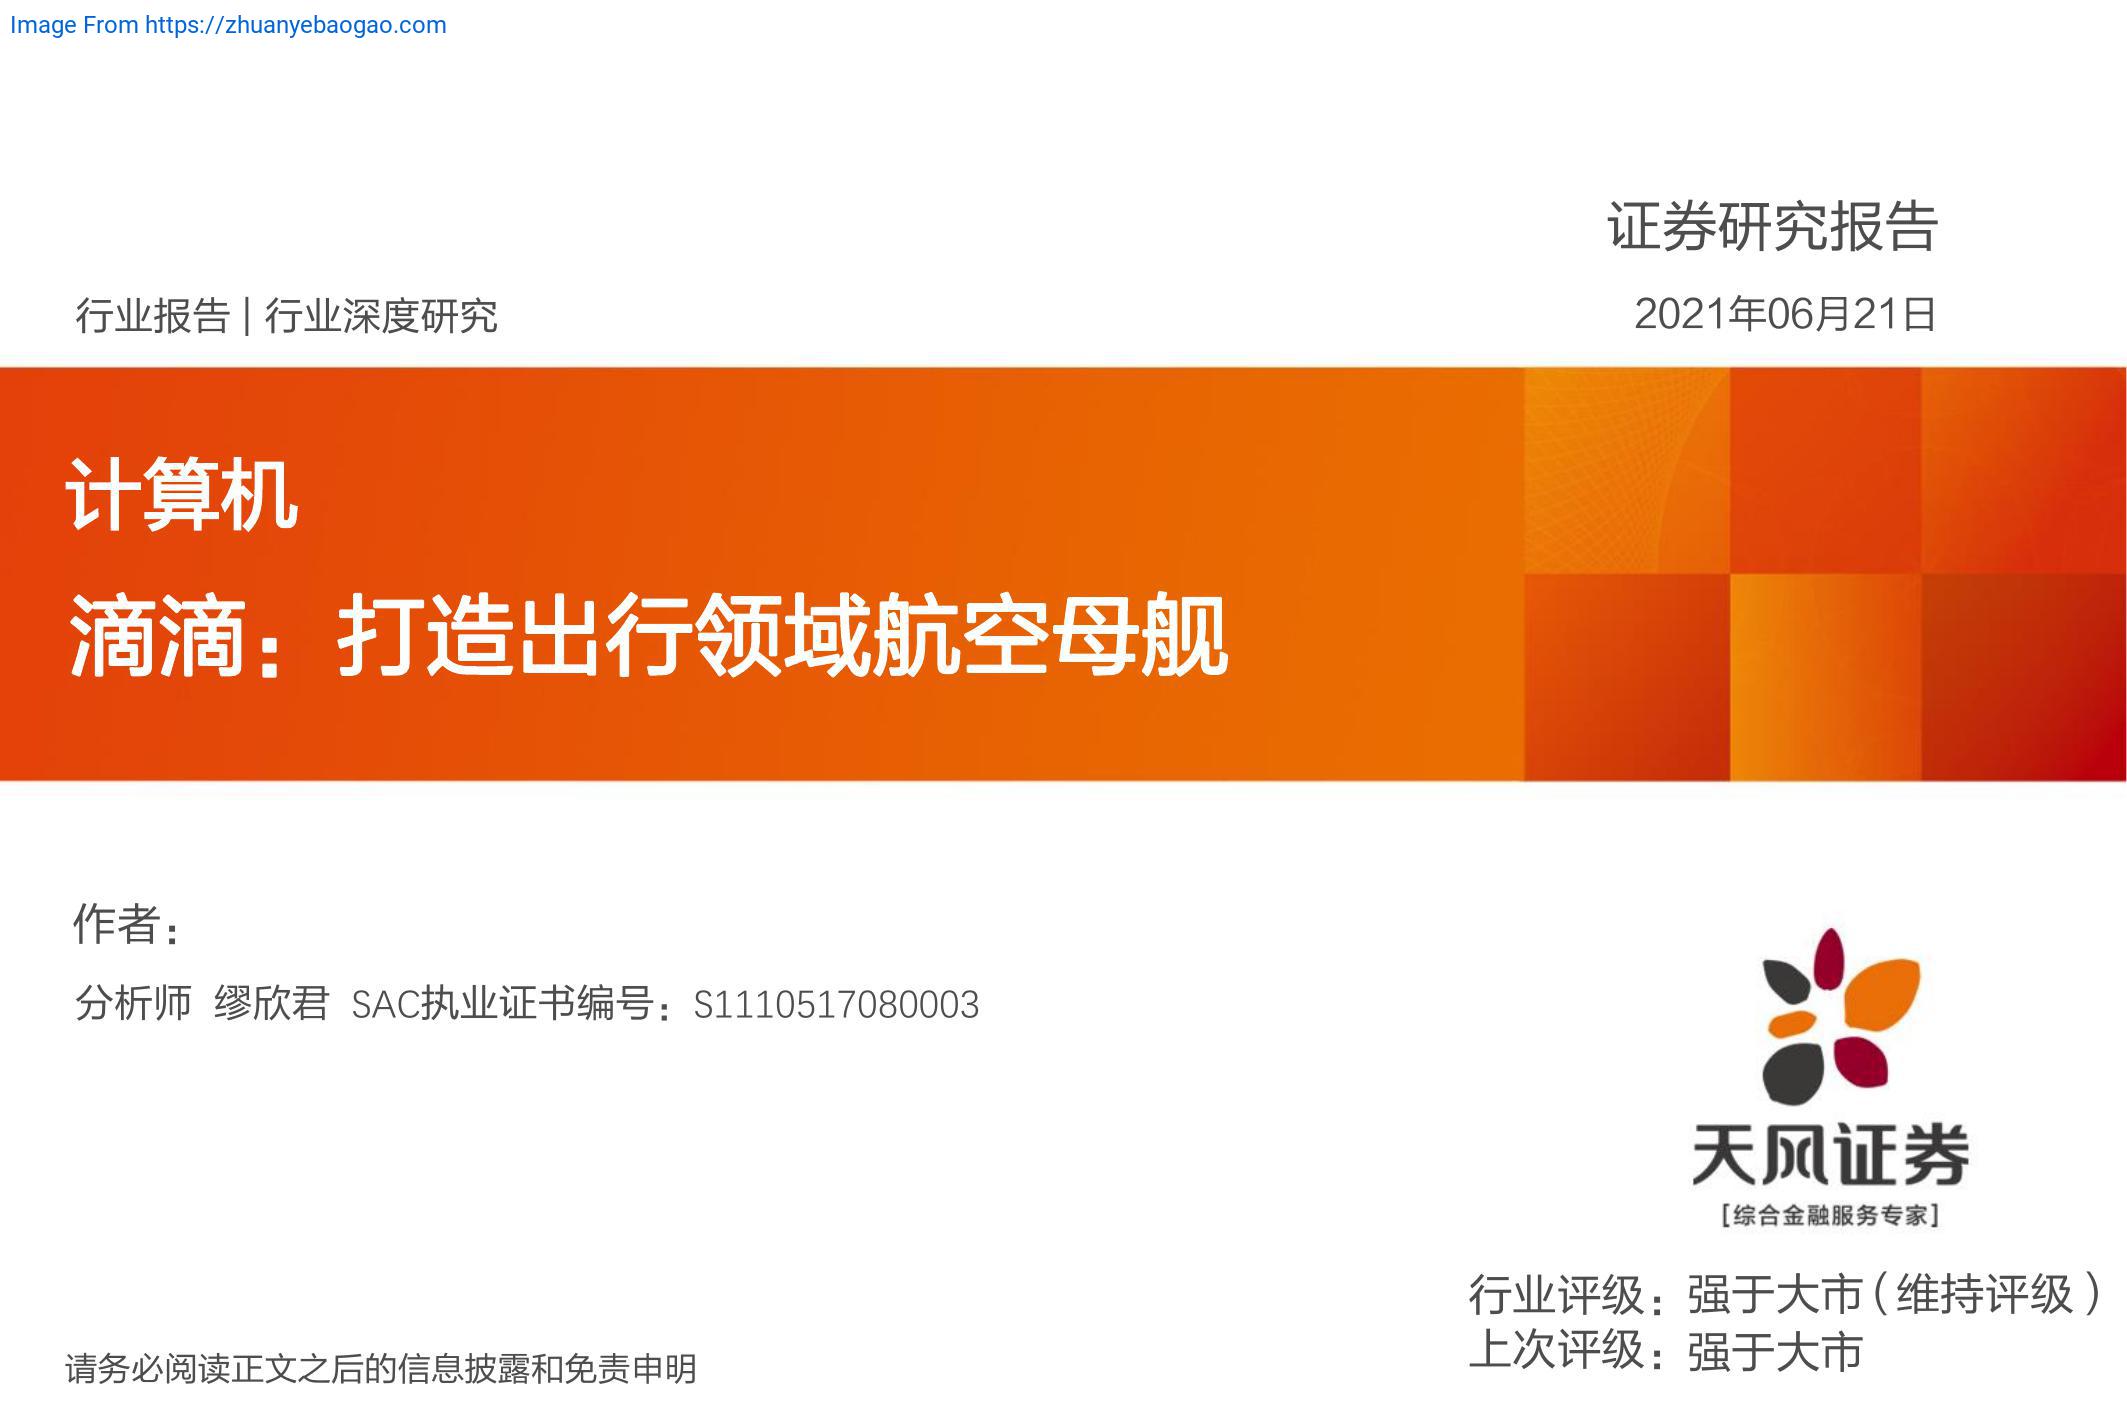 Image From https://zhuanyebaogao.com
证券研究报告
行业报告 | 行业深度研究
2021年06月21日
计算机
滴滴：打造出行领域航空母舰
作者：
分析师 缪欣君 SAC执业证书编号：S1110517080003
天风证券
[综合金融服务专家]
行业评级：强于大市（维持评级）
上次评级：强于大市
请务必阅读正文之后的信息披露和免责申明